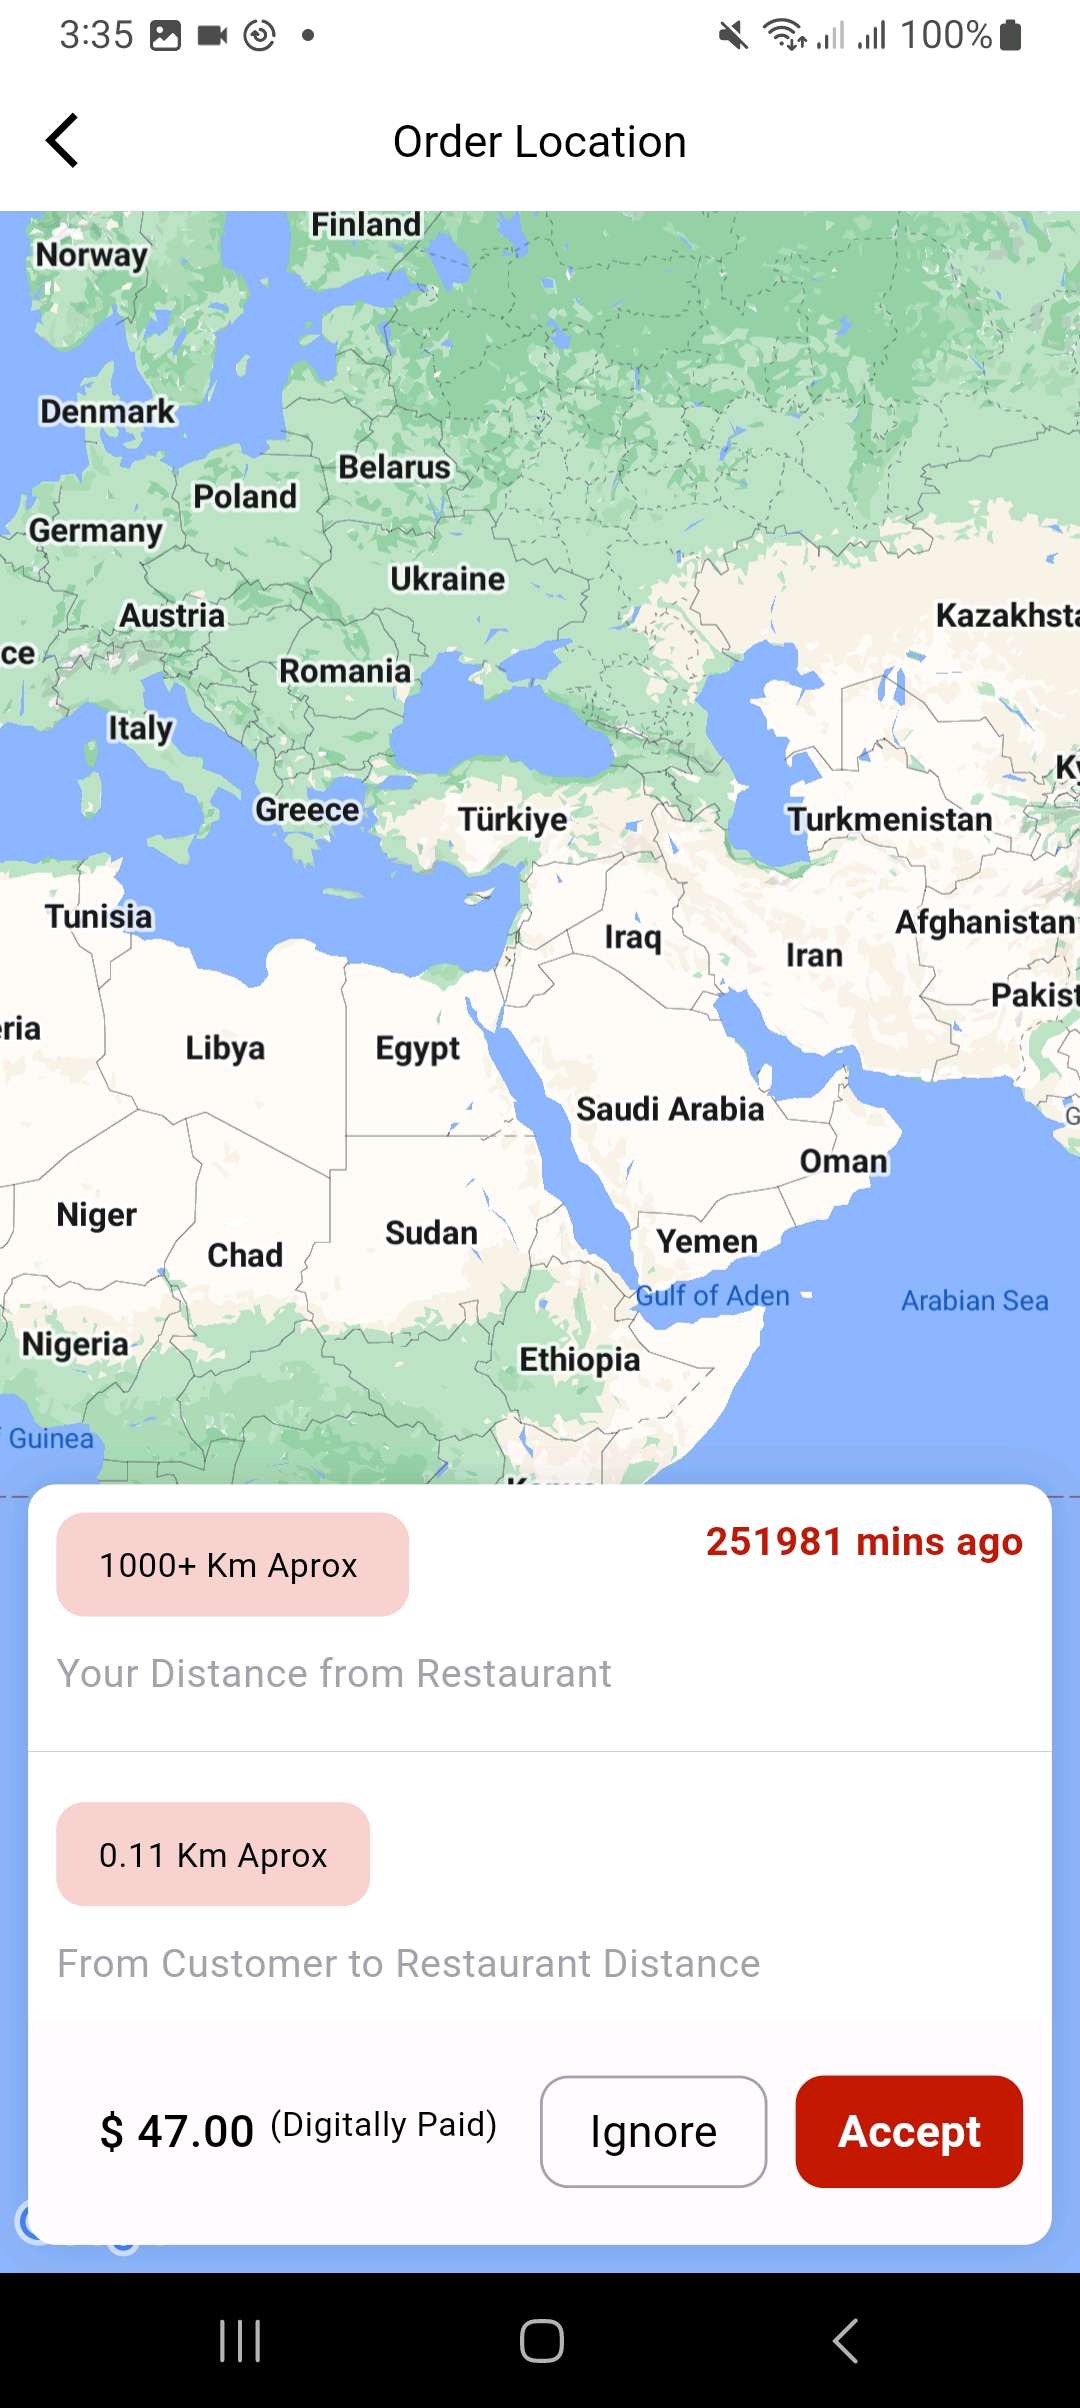 3:35
100%
Order Location
Finland
Norway
Denmark
Belarus
Poland
Germany
Ukraine
Austria
Kazakhsta
ce
Romania
Italy
Ky
Greece
Türkiye
Turkmenistan
Tunisia
Afghanistan
Iraq
Iran
Pakist
eria
Libya
Egypt
Saudi Arabia
G
Oman
Niger
Sudan
Yemen
Chad
Gulf of Aden
Arabian Sea
Nigeria
Ethiopia
f Guinea
1000+ Km Aprox
251981 mins ago
Your Distance from Restaurant
0.11 Km Aprox
From Customer to Restaurant Distance
$ 47.00 (Digitally Paid)
Ignore
Accept